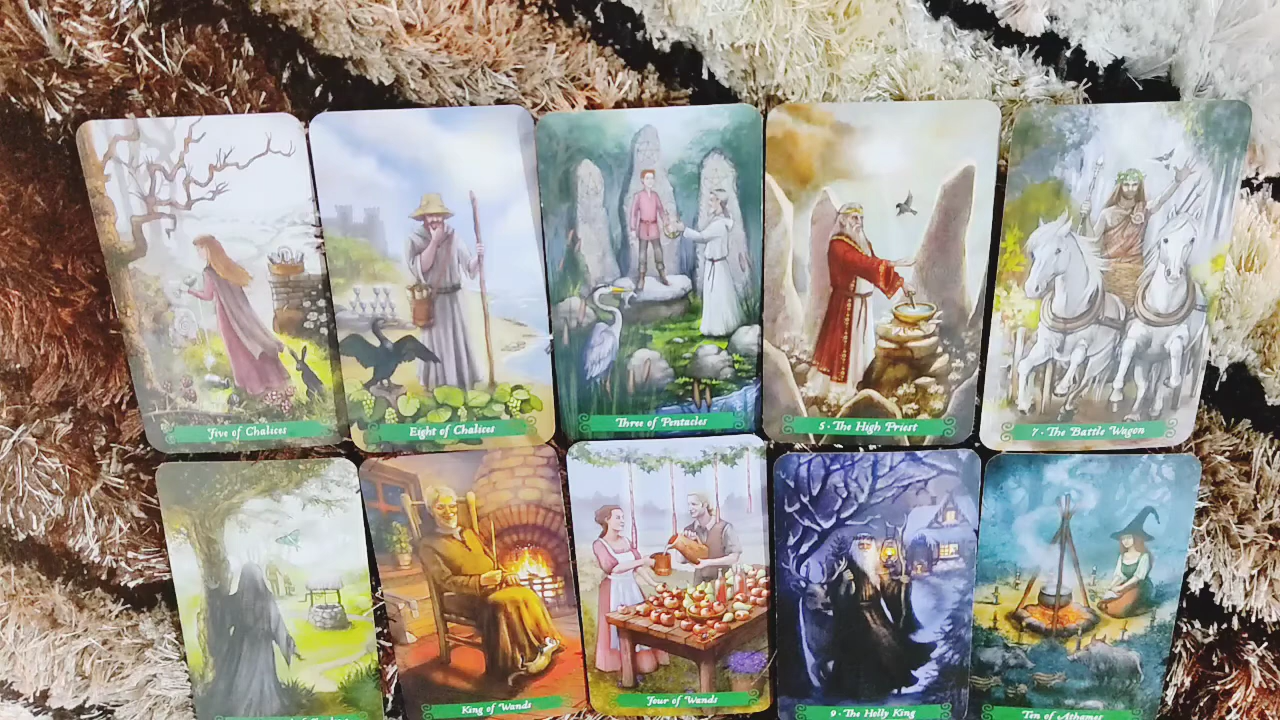 Five of Chalices
Eight of Chalices
Three of Pentacles
5 · The High Priest
7 · The Battle Wagon
King of Wands
Four of Wands
9 · The Holly King
Ten of Athames